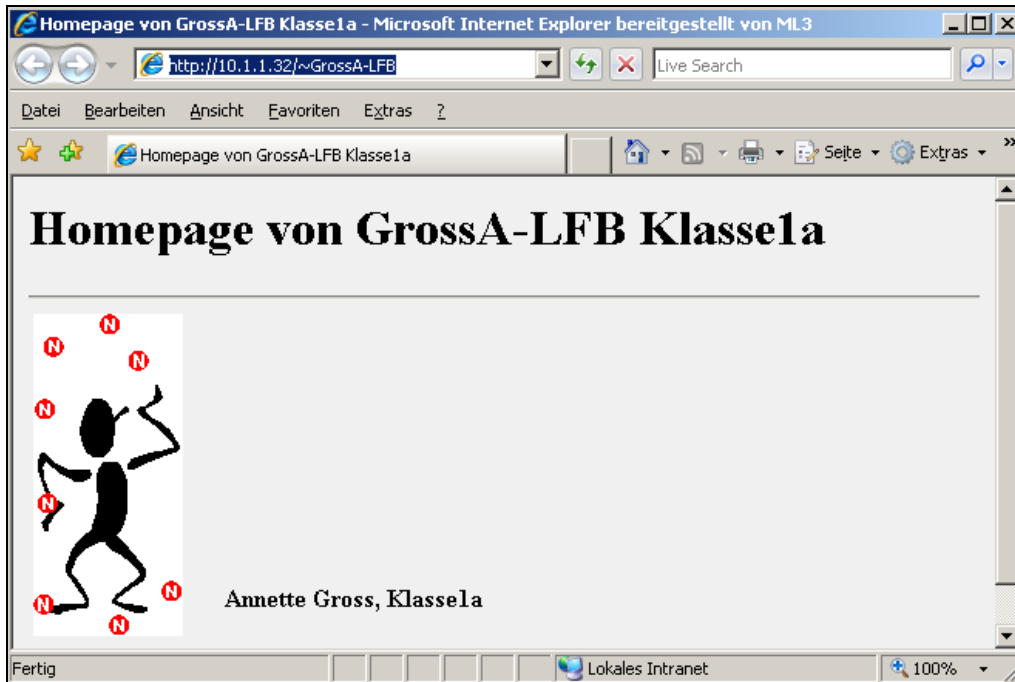 Homepage von GrossA-LFB Klasse1a - Microsoft Internet Explorer bereitgestellt von ML3
http://10.1.1.32/~GrossA-LFB
Live Search
Datei Bearbeiten Ansicht Favoriten Extras ?
Homepage von GrossA-LFB Klasse1a
Seite Extras »
Homepage von GrossA-LFB Klasse1a
N
N
N
N
N
N
N
N
Annette Gross, Klasse1a
Fertig Lokales Intranet 100%